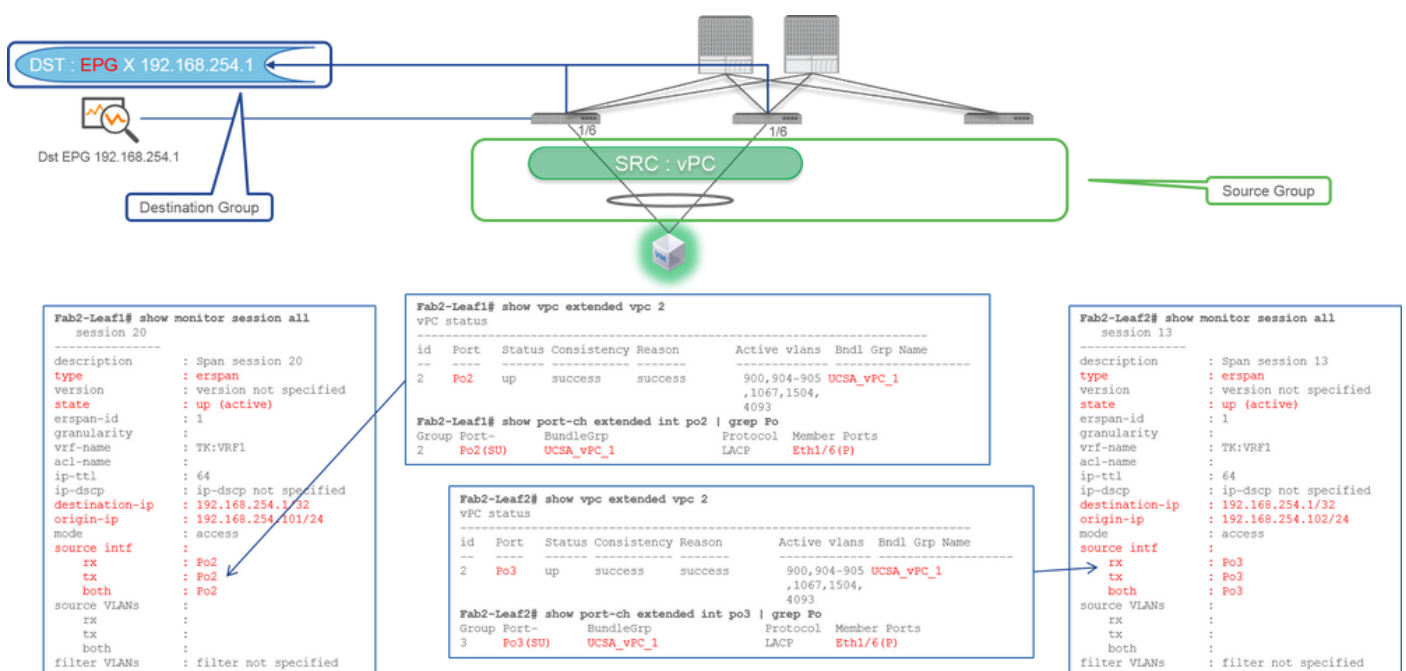 DST : EPG X 192.168.254.1
1/6
1/6
Dst EPG 192.168.254.1
SRC : vPC
Source Group
Destination Group
VM
Fab2-Leaf1# show monitor session all
session 20
---------------
description : Span session 20
type : erspan
version : version not specified
state : up (active)
erspan-id : 1
granularity :
vrf-name : TK:VRF1
acl-name :
ip-ttl : 64
ip-dscp : ip-dscp not specified
destination-ip : 192.168.254.1/32
origin-ip : 192.168.254.101/24
mode : access
source intf :
rx : Po2
tx : Po2
both : Po2
source VLANs :
rx :
tx :
both :
filter VLANs : filter not specified
Fab2-Leaf1# show vpc extended vpc 2
vPC status
---------------------------------------------------------------------
id Port Status Consistency Reason Active vlans Bndl Grp Name
-- ---- ------ ----------- ------ ------------ -------------
2 Po2 up success success 900,904-905 UCSA_vPC_1
,1067,1504,
4093
Fab2-Leaf1# show port-ch extended int po2 | grep Po
Group Port- BundleGrp Protocol Member Ports
2 Po2(SU) UCSA_vPC_1 LACP Eth1/6(P)
Fab2-Leaf2# show vpc extended vpc 2
vPC status
---------------------------------------------------------------------
id Port Status Consistency Reason Active vlans Bndl Grp Name
-- ---- ------ ----------- ------ ------------ -------------
2 Po3 up success success 900,904-905 UCSA_vPC_1
,1067,1504,
4093
Fab2-Leaf2# show port-ch extended int po3 | grep Po
Group Port- BundleGrp Protocol Member Ports
3 Po3(SU) UCSA_vPC_1 LACP Eth1/6(P)
Fab2-Leaf2# show monitor session all
session 13
---------------
description : Span session 13
type : erspan
version : version not specified
state : up (active)
erspan-id : 1
granularity :
vrf-name : TK:VRF1
acl-name :
ip-ttl : 64
ip-dscp : ip-dscp not specified
destination-ip : 192.168.254.1/32
origin-ip : 192.168.254.102/24
mode : access
source intf :
rx : Po3
tx : Po3
both : Po3
source VLANs :
rx :
tx :
both :
filter VLANs : filter not specified